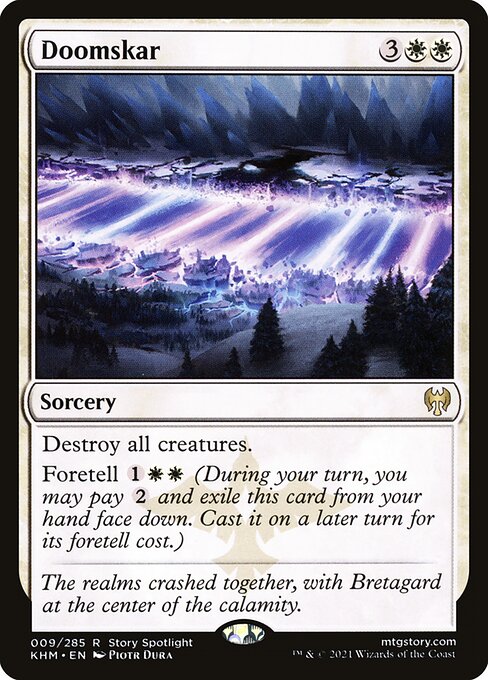 Doomskar 3
Sorcery
Destroy all creatures.
Foretell 1 (During your turn, you
may pay 2 and exile this card from your
hand face down. Cast it on a later turn for
its foretell cost.)
The realms crashed together, with Bretagard
at the center of the calamity.
009/285 R Story Spotlight
KHM • EN Piotr Dura
mtgstory.com
™ & © 2021 Wizards of the Coast